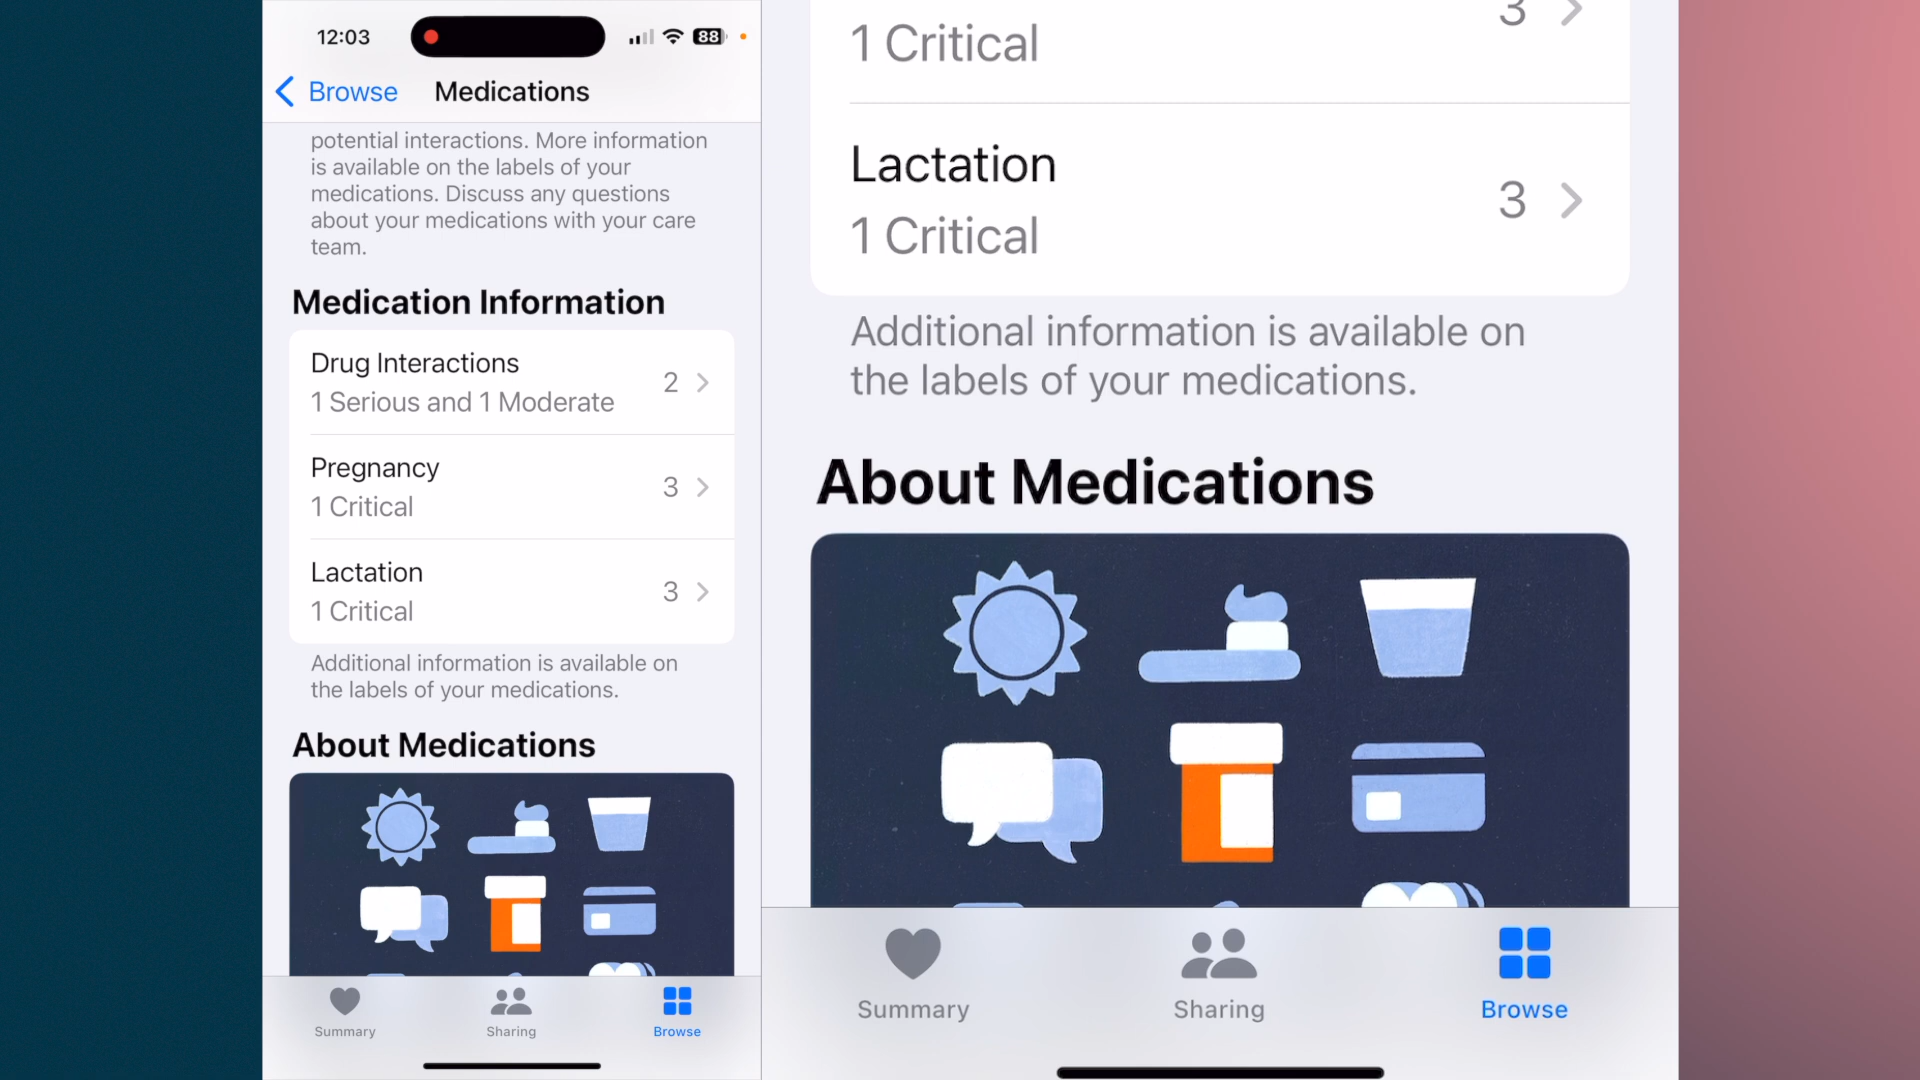 12:03
88
Browse
Medications
potential interactions. More information
is available on the labels of your
medications. Discuss any questions
about your medications with your care
team.
Medication Information
Drug Interactions
1 Serious and 1 Moderate
2
Pregnancy
1 Critical
3
Lactation
1 Critical
3
Additional information is available on
the labels of your medications.
About Medications
Summary
Sharing
Browse
3
1 Critical
Lactation
1 Critical
3
Additional information is available on
the labels of your medications.
About Medications
Summary
Sharing
Browse